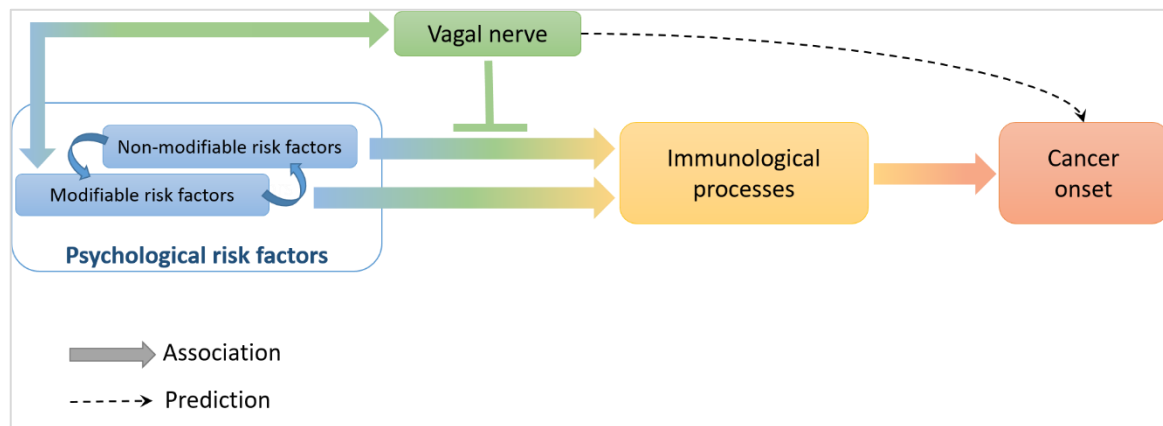 Vagal nerve
Non-modifiable risk factors
Modifiable risk factors
Psychological risk factors
Immunological
processes
Cancer
onset
Association
Prediction